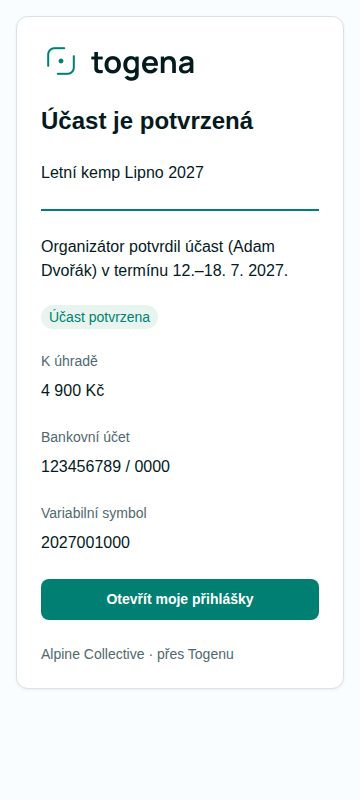 togena
Účast je potvrzená
Letní kemp Lipno 2027
Organizátor potvrdil účast (Adam
Dvořák) v termínu 12.–18. 7. 2027.
Účast potvrzena
K úhradě
4 900 Kč
Bankovní účet
123456789 / 0000
Variabilní symbol
2027001000
Otevřít moje přihlášky
Alpine Collective · přes Togenu